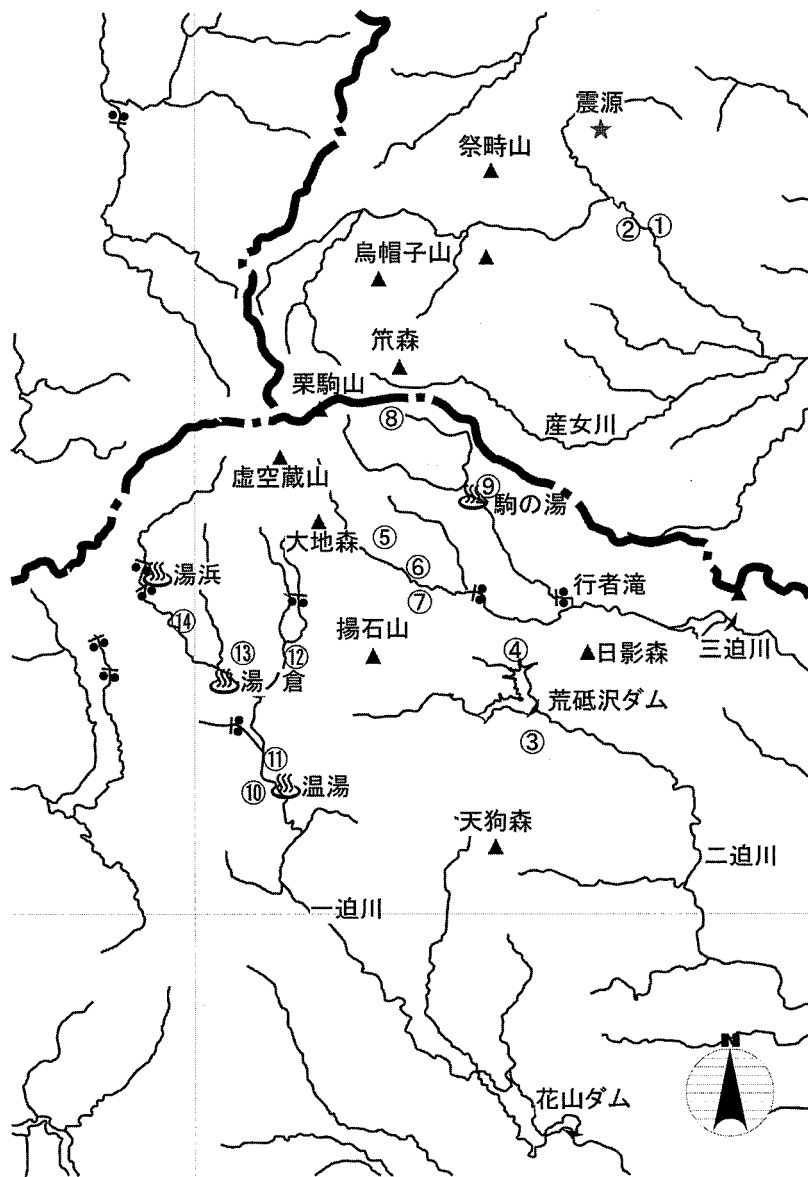 震源
祭畤山
② ①
烏帽子山
笊森
栗駒山
⑧
産女川
虚空蔵山
⑨
駒の湯
大地森
⑤
⑥
湯浜
⑦
行者滝
⑭
揚石山
三迫川
⑬
⑫
④
日影森
湯倉
荒砥沢ダム
③
⑪
⑩
温湯
天狗森
二迫川
一迫川
N
花山ダム